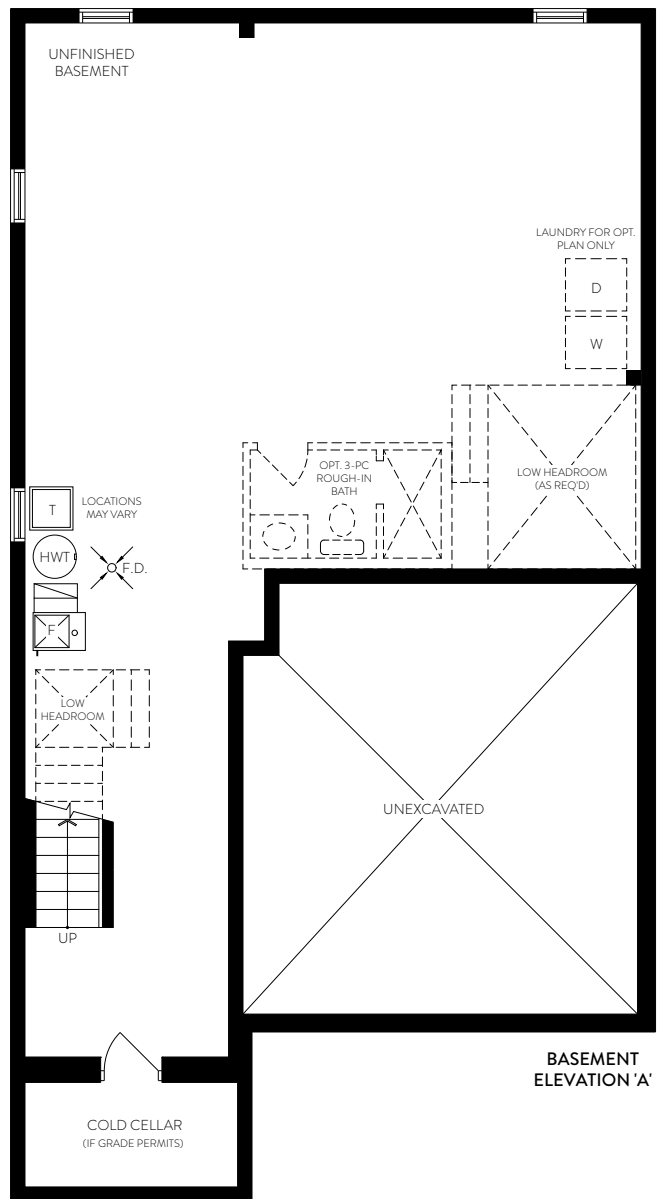 UNFINISHED
BASEMENT
LAUNDRY FOR OPT.
PLAN ONLY
D
W
OPT. 3-PC
ROUGH-IN
BATH
LOW HEADROOM
(AS REQ'D)
T
LOCATIONS
MAY VARY
HWT
F.D.
F
LOW
HEADROOM
UNEXCAVATED
UP
BASEMENT
ELEVATION 'A'
COLD CELLAR
(IF GRADE PERMITS)